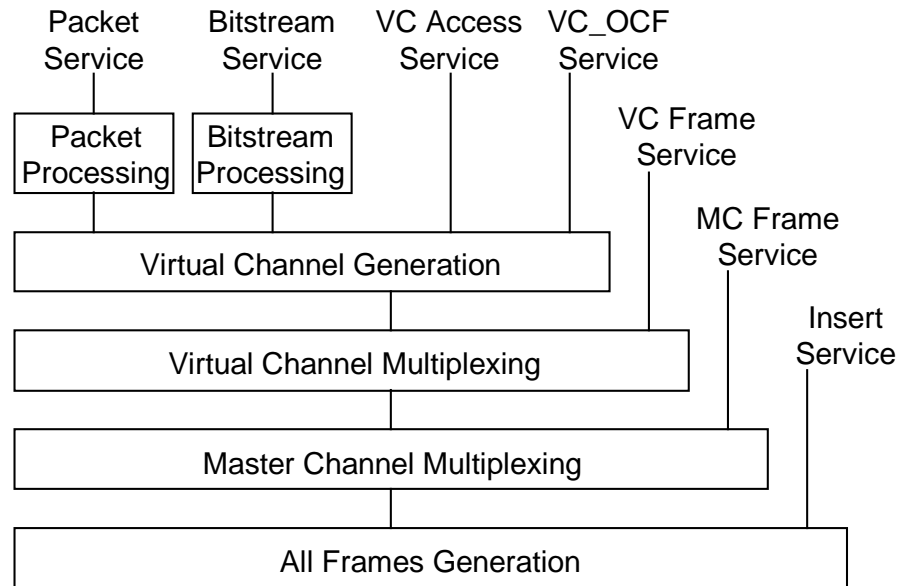 Packet
Service
Bitstream
Service
VC Access
Service
VC_OCF
Service
Packet
Processing
Bitstream
Processing
VC Frame
Service
MC Frame
Service
Virtual Channel Generation
Insert
Service
Virtual Channel Multiplexing
Master Channel Multiplexing
All Frames Generation